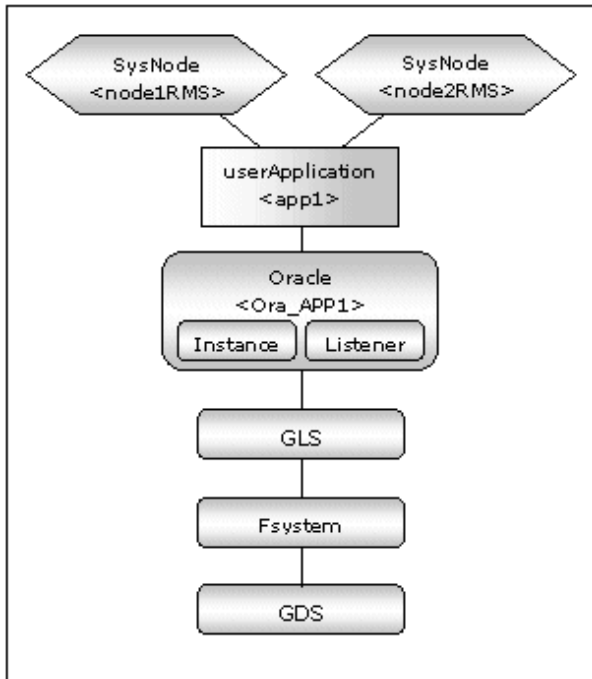 SysNode
<node1RMS>
SysNode
<node2RMS>
userApplication
<app1>
Oracle
<Ora_APP1>
Instance
Listener
GLS
Fsystem
GDS